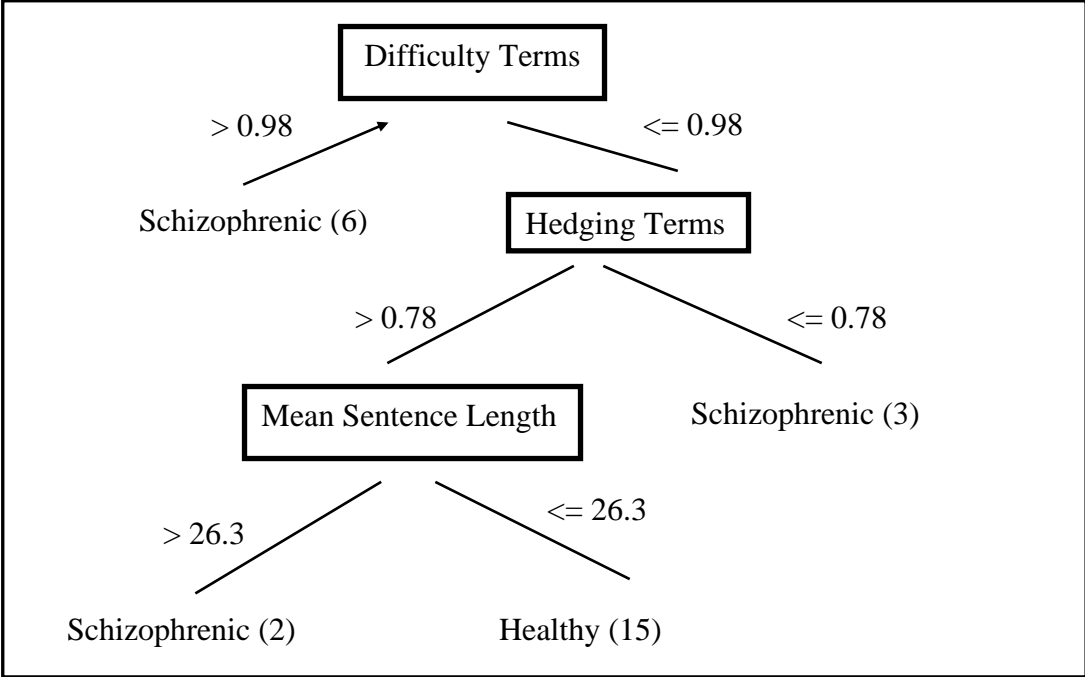 Difficulty Terms
> 0.98
<= 0.98
Schizophrenic (6)
Hedging Terms
> 0.78
<= 0.78
Mean Sentence Length
Schizophrenic (3)
> 26.3
<= 26.3
Schizophrenic (2)
Healthy (15)